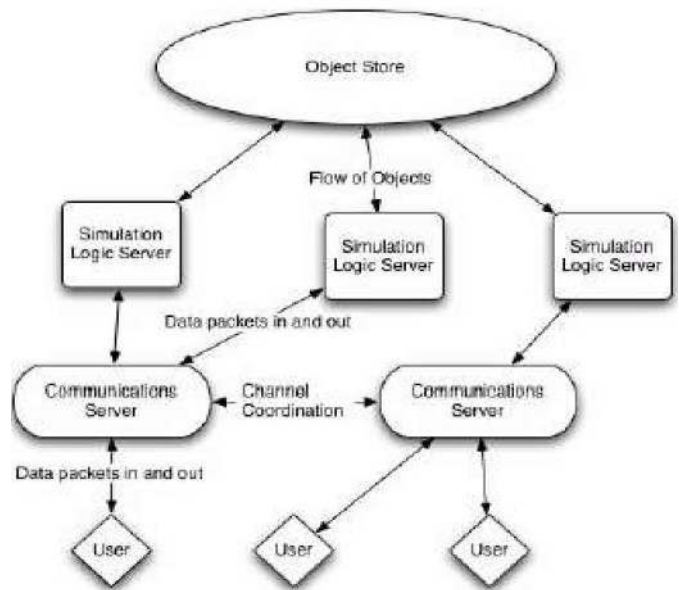 Object Store
Flow of Objects
Simulation
Logic Server
Simulation
Logic Server
Simulation
Logic Server
Data packets in and out
Communications
Server
Channel
Coordination
Communications
Server
Data packets in and out
User
User
User